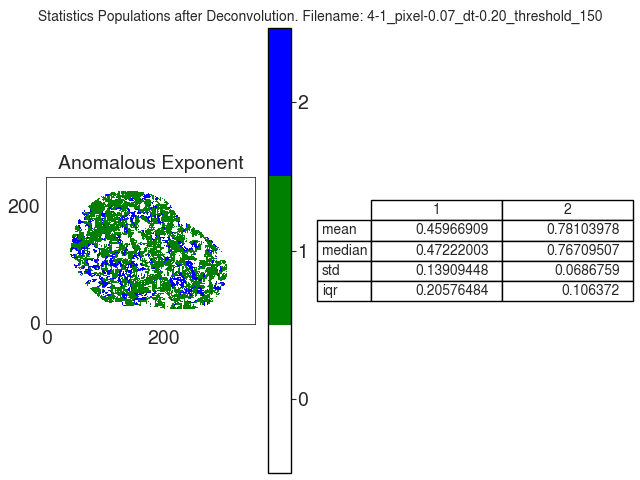 Statistics Populations after Deconvolution. Filename: 4-1_pixel-0.07_dt-0.20_threshold_150
Anomalous Exponent
200
0
0 200
2
1
0
1 2
mean 0.45966909 0.78103978
median 0.47222003 0.76709507
std 0.13909448 0.0686759
iqr 0.20576484 0.106372